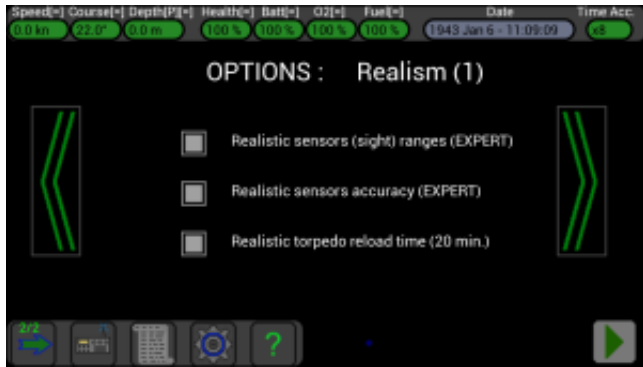 Speed[=] Course[=] Depth[P][=] Health[=] Batt[=] O2[=] Fuel[=] Date Time Acc.
0.0 kn 22.0° 0.0 m 100 % 100 % 100 % 100 % 1943 Jan 6 - 11:09:09 x8
OPTIONS : Realism (1)
Realistic sensors (sight) ranges (EXPERT)
Realistic sensors accuracy (EXPERT)
Realistic torpedo reload time (20 min.)
2/2
?